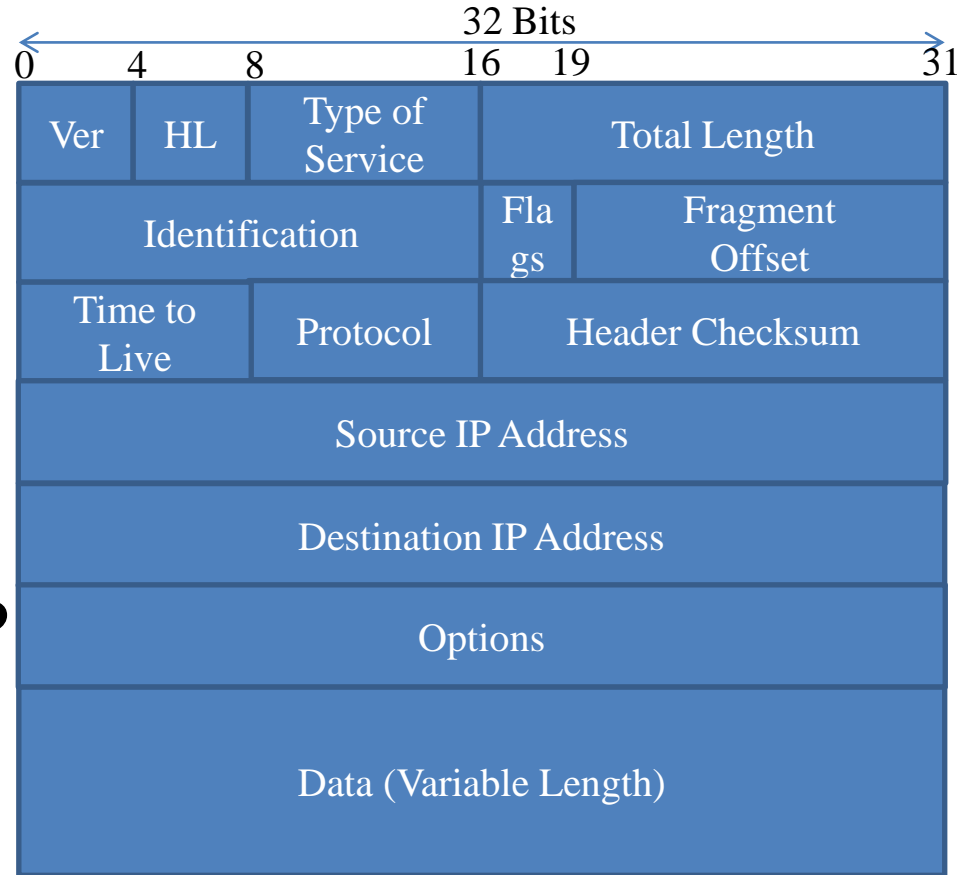 32 Bits
0 4 8 16 19 31
Ver HL Type of Service Total Length
Identification Fla gs Fragment Offset
Time to Live Protocol Header Checksum
Source IP Address
Destination IP Address
Options
Data (Variable Length)